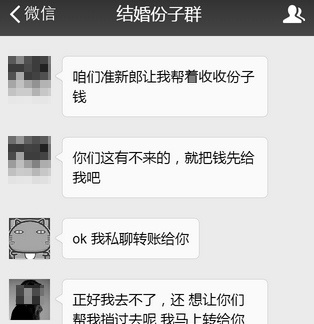 微信
结婚份子群
咱们准新郎让我帮着收收份子
钱
你们这有不来的，就把钱先给
我吧
ok 我私聊转账给你
正好我去不了，还 想让你们
帮我捎过去呢 我马上转给你